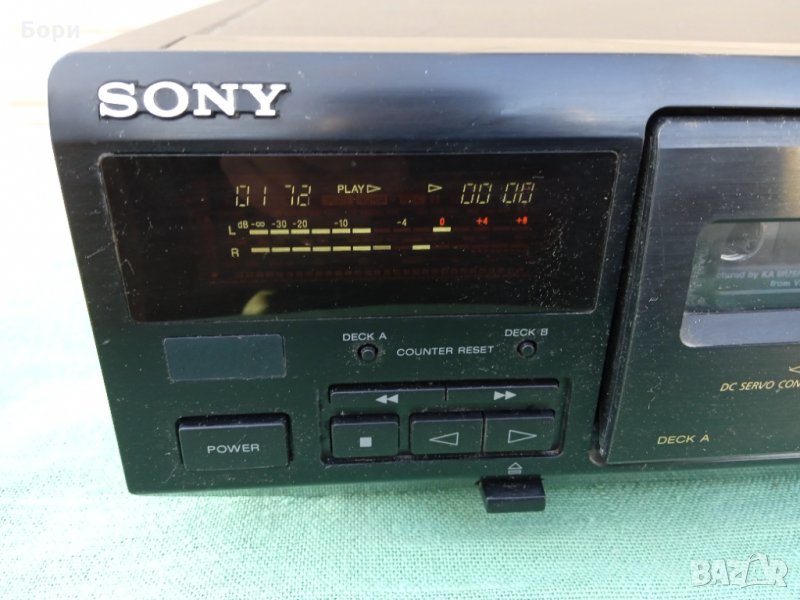 Бори
SONY
01 72 PLAY 00 08
dB -∞ -30 -20 -10 -4 0 +4 +8
L
R
DECK A COUNTER RESET DECK B
POWER
DC SERVO CON
DECK A
BAZAR